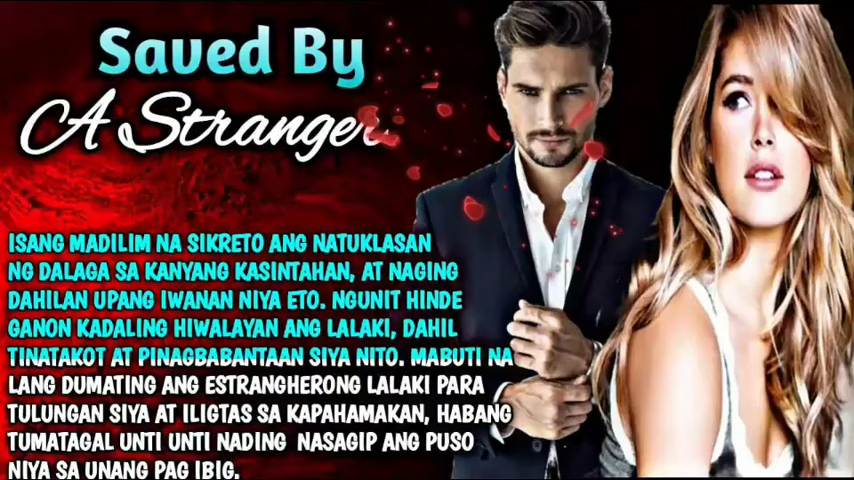 Saved By
A Stranger
ISANG MADILIM NA SIKRETO ANG NATUKLASAN
NG DALAGA SA KANYANG KASINTAHAN, AT NAGING
DAHILAN UPANG IWANAN NIYA ETO. NGUNIT HINDE
GANON KADALING HIWALAYAN ANG LALAKI, DAHIL
TINATAKOT AT PINAGBABANTAAN SIYA NITO. MABUTI NA
LANG DUMATING ANG ESTRANGHERONG LALAKI PARA
TULUNGAN SIYA AT ILIGTAS SA KAPAHAMAKAN, HABANG
TUMATAGAL UNTI UNTI NADING NASAGIP ANG PUSO
NIYA SA UNANG PAG IBIG.